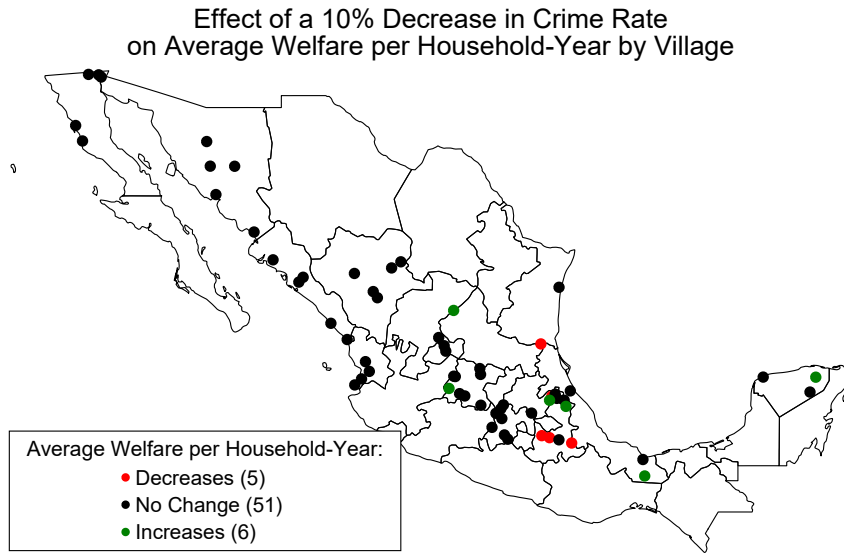 Effect of a 10% Decrease in Crime Rate
on Average Welfare per Household-Year by Village
Average Welfare per Household-Year:
Decreases (5)
No Change (51)
Increases (6)